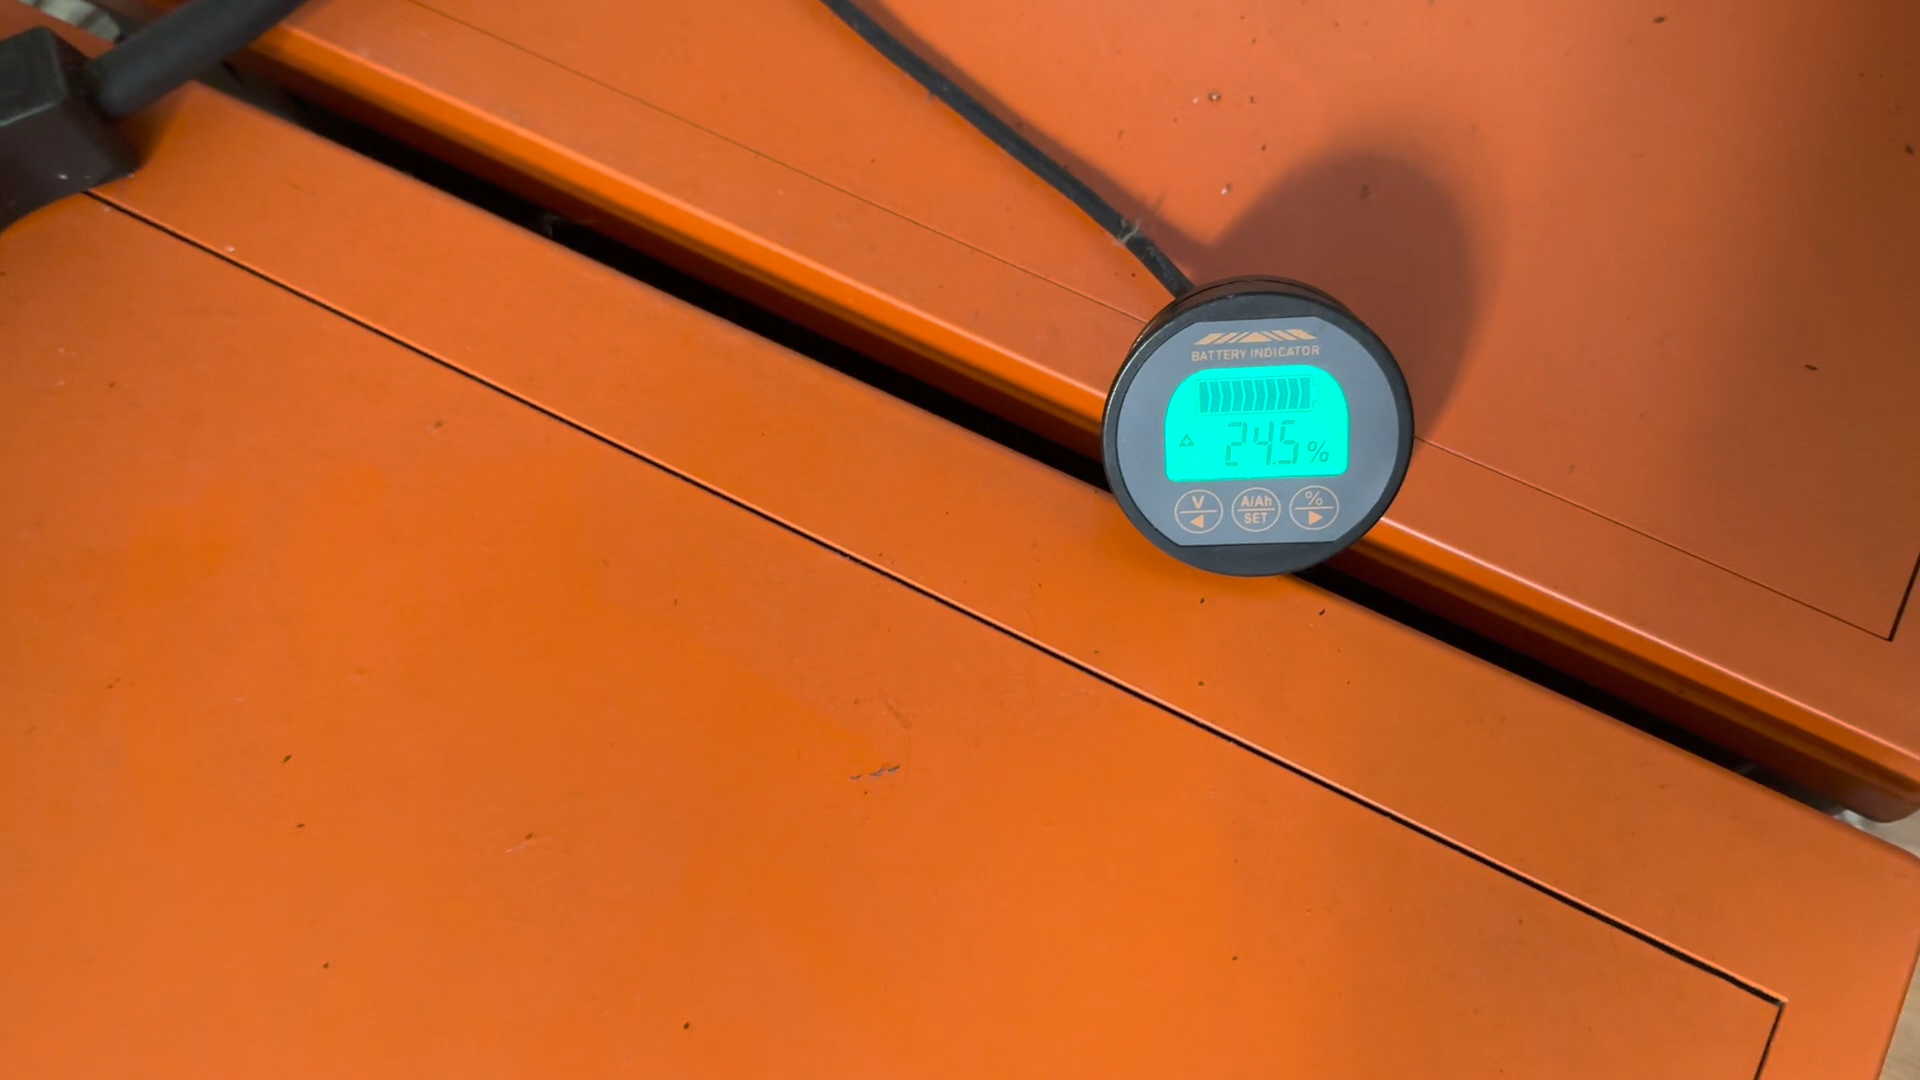 BATTERY INDICATOR
24.5%
V A/Ah %
SET